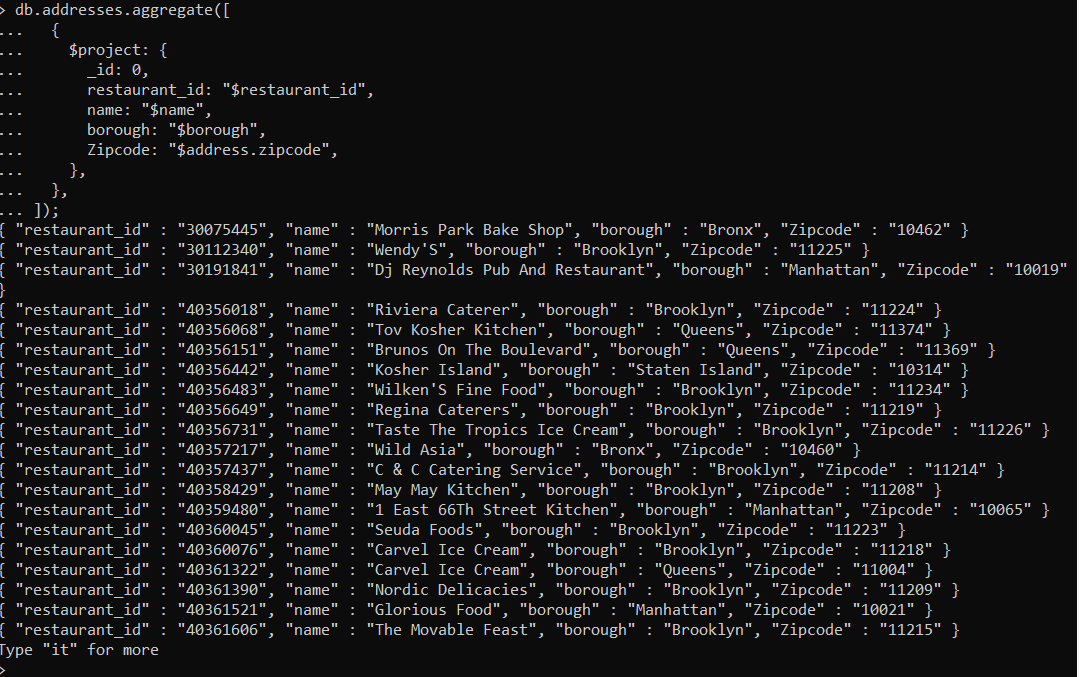 > db.addresses.aggregate([
...   {
...     $project: {
...       _id: 0,
...       restaurant_id: "$restaurant_id",
...       name: "$name",
...       borough: "$borough",
...       Zipcode: "$address.zipcode",
...     },
...   },
... ]);
{ "restaurant_id" : "30075445", "name" : "Morris Park Bake Shop", "borough" : "Bronx", "Zipcode" : "10462" }
{ "restaurant_id" : "30112340", "name" : "Wendy'S", "borough" : "Brooklyn", "Zipcode" : "11225" }
{ "restaurant_id" : "30191841", "name" : "Dj Reynolds Pub And Restaurant", "borough" : "Manhattan", "Zipcode" : "10019"
}
{ "restaurant_id" : "40356018", "name" : "Riviera Caterer", "borough" : "Brooklyn", "Zipcode" : "11224" }
{ "restaurant_id" : "40356068", "name" : "Tov Kosher Kitchen", "borough" : "Queens", "Zipcode" : "11374" }
{ "restaurant_id" : "40356151", "name" : "Brunos On The Boulevard", "borough" : "Queens", "Zipcode" : "11369" }
{ "restaurant_id" : "40356442", "name" : "Kosher Island", "borough" : "Staten Island", "Zipcode" : "10314" }
{ "restaurant_id" : "40356483", "name" : "Wilken'S Fine Food", "borough" : "Brooklyn", "Zipcode" : "11234" }
{ "restaurant_id" : "40356649", "name" : "Regina Caterers", "borough" : "Brooklyn", "Zipcode" : "11219" }
{ "restaurant_id" : "40356731", "name" : "Taste The Tropics Ice Cream", "borough" : "Brooklyn", "Zipcode" : "11226" }
{ "restaurant_id" : "40357217", "name" : "Wild Asia", "borough" : "Bronx", "Zipcode" : "10460" }
{ "restaurant_id" : "40357437", "name" : "C & C Catering Service", "borough" : "Brooklyn", "Zipcode" : "11214" }
{ "restaurant_id" : "40358429", "name" : "May May Kitchen", "borough" : "Brooklyn", "Zipcode" : "11208" }
{ "restaurant_id" : "40359480", "name" : "1 East 66Th Street Kitchen", "borough" : "Manhattan", "Zipcode" : "10065" }
{ "restaurant_id" : "40360045", "name" : "Seuda Foods", "borough" : "Brooklyn", "Zipcode" : "11223" }
{ "restaurant_id" : "40360076", "name" : "Carvel Ice Cream", "borough" : "Brooklyn", "Zipcode" : "11218" }
{ "restaurant_id" : "40361322", "name" : "Carvel Ice Cream", "borough" : "Queens", "Zipcode" : "11004" }
{ "restaurant_id" : "40361390", "name" : "Nordic Delicacies", "borough" : "Brooklyn", "Zipcode" : "11209" }
{ "restaurant_id" : "40361521", "name" : "Glorious Food", "borough" : "Manhattan", "Zipcode" : "10021" }
{ "restaurant_id" : "40361606", "name" : "The Movable Feast", "borough" : "Brooklyn", "Zipcode" : "11215" }
Type "it" for more
>